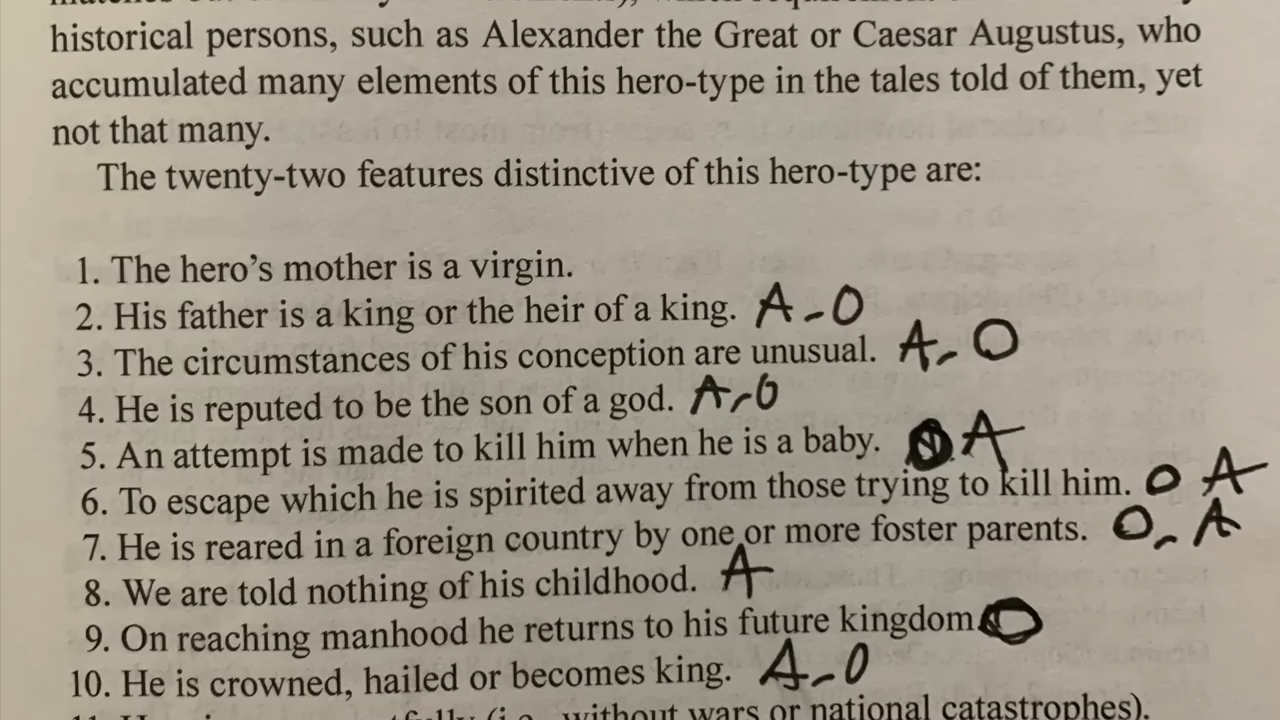 historical persons, such as Alexander the Great or Caesar Augustus, who
accumulated many elements of this hero-type in the tales told of them, yet
not that many.
The twenty-two features distinctive of this hero-type are:
1. The hero's mother is a virgin.
2. His father is a king or the heir of a king. A-O
3. The circumstances of his conception are unusual. A-O
4. He is reputed to be the son of a god. A-O
5. An attempt is made to kill him when he is a baby. O A
6. To escape which he is spirited away from those trying to kill him. O A
7. He is reared in a foreign country by one or more foster parents. O-A
8. We are told nothing of his childhood. A
9. On reaching manhood he returns to his future kingdom. O
10. He is crowned, hailed or becomes king. A-O
(i.e., without wars or national catastrophes).